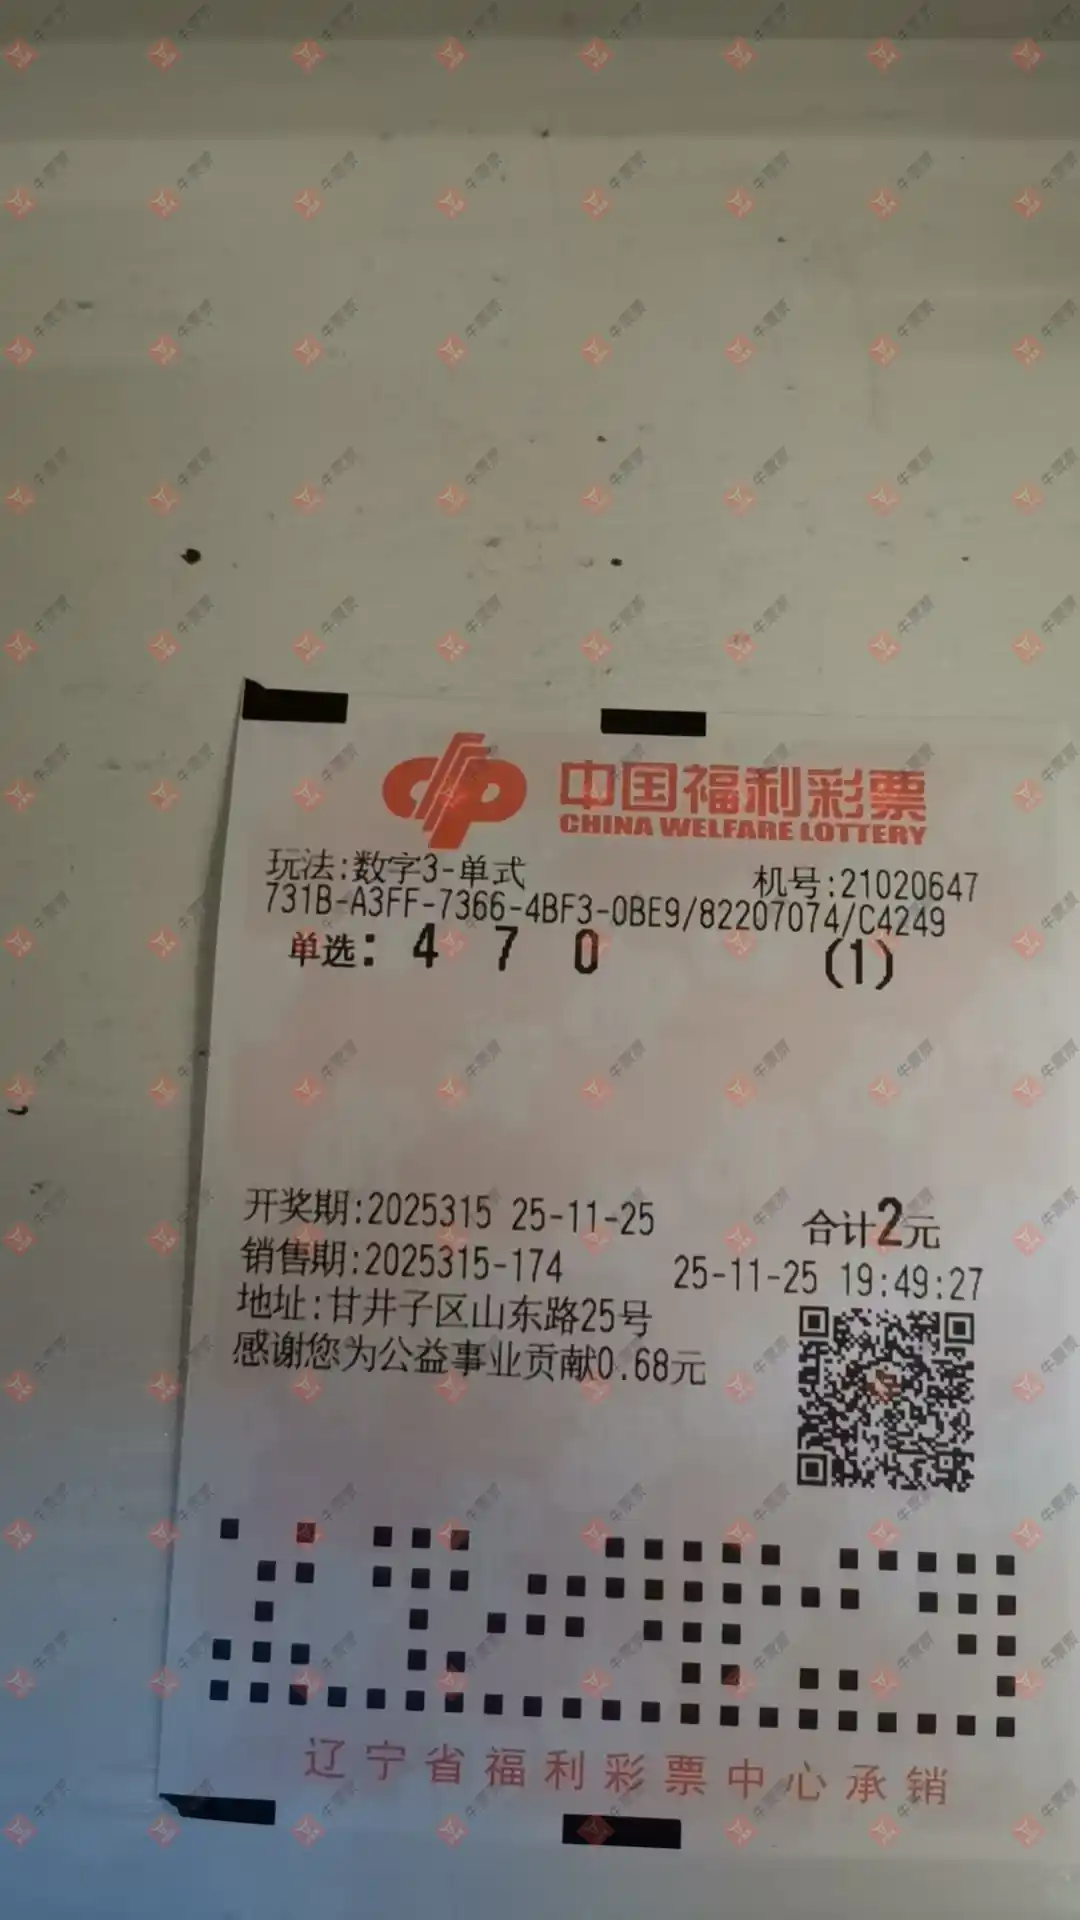 中国福利彩票
CHINA WELFARE LOTTERY
玩法:数字3-单式 机号:21020647
731B-A3FF-7366-4BF3-0BE9/82207074/C4249
单选: 4 7 0 (1)
开奖期:2025315 25-11-25 合计2元
销售期:2025315-174 25-11-25 19:49:27
地址:甘井子区山东路25号
感谢您为公益事业贡献0.68元
辽宁省福利彩票中心承销